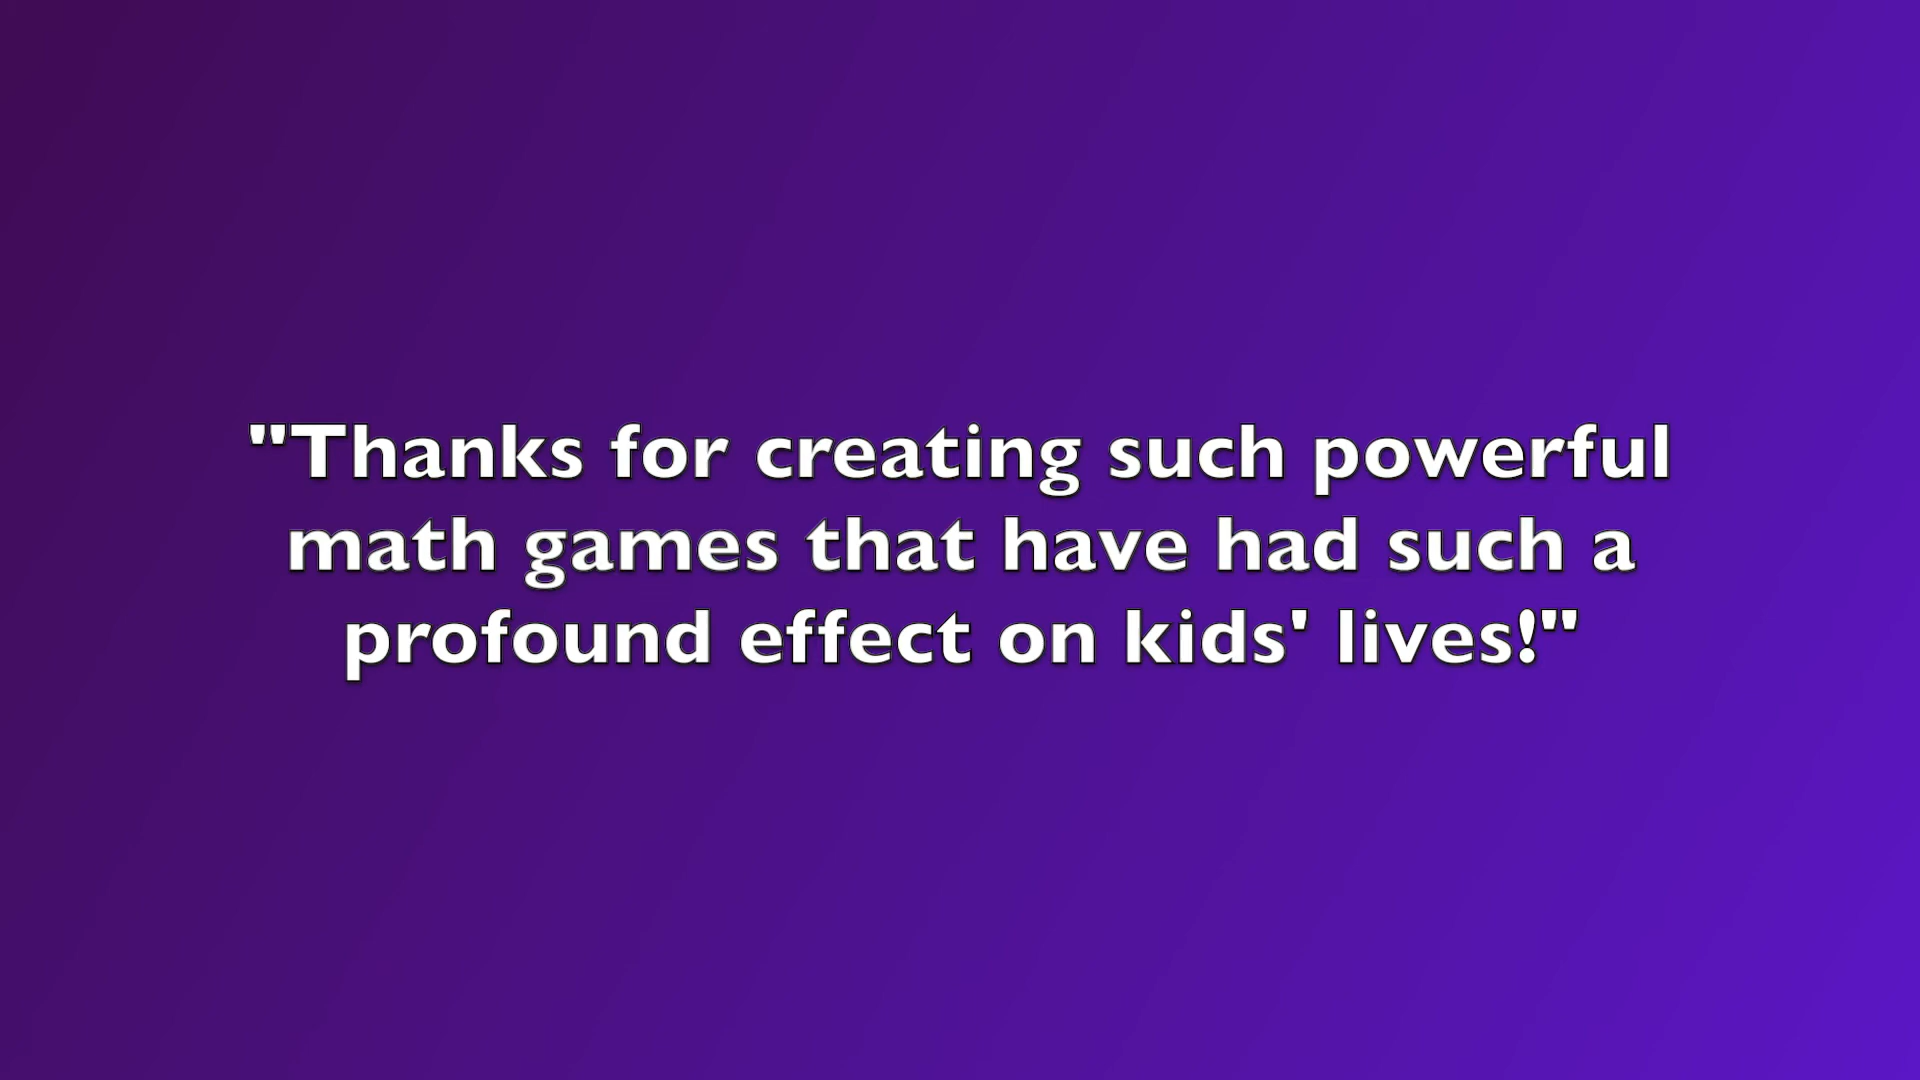 "Thanks for creating such powerful
math games that have had such a
profound effect on kids' lives!"